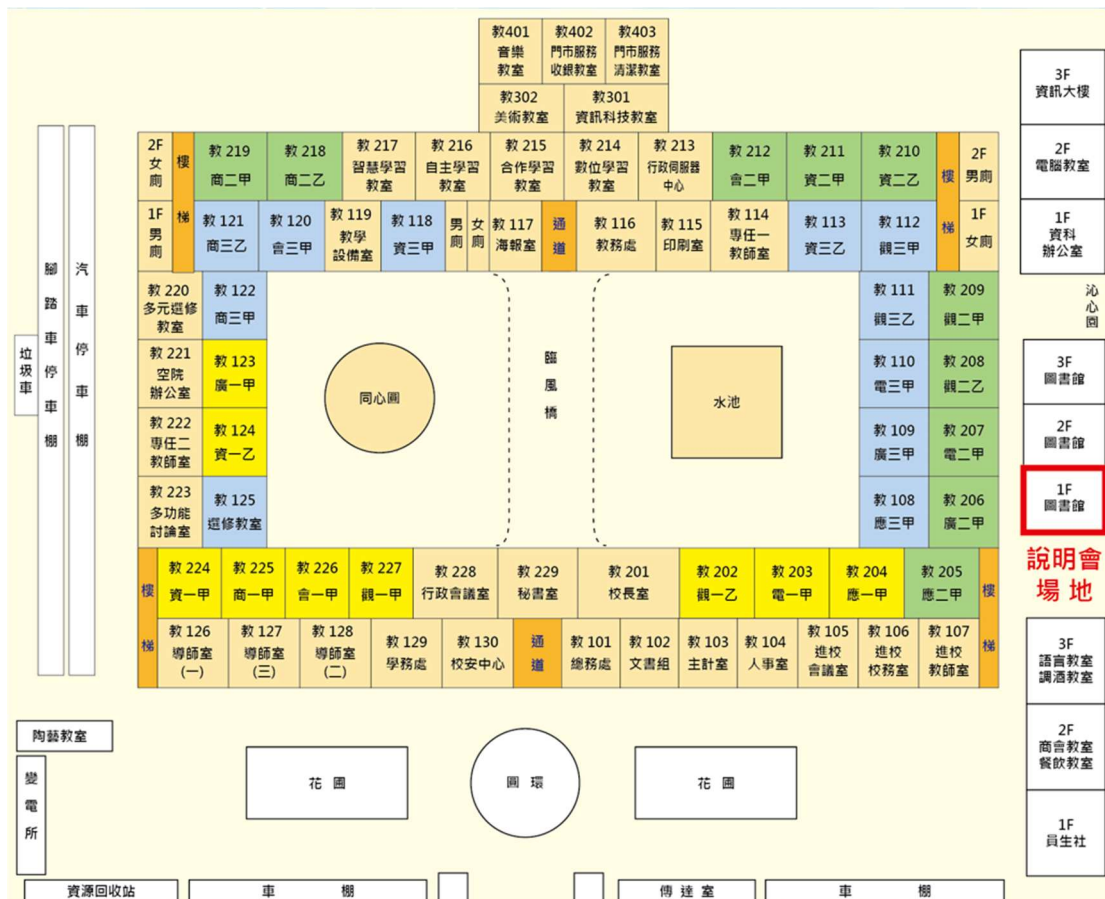 教401
音樂
教室
教402
門市服務
收銀教室
教403
門市服務
清潔教室
教302
美術教室
教301
資訊科技教室
2F
女
廁
樓
梯
教 219
商二甲
教 218
商二乙
教 217
智慧學習
教室
教 216
自主學習
教室
教 215
合作學習
教室
教 214
數位學習
教室
教 213
行政伺服器
中心
教 212
會二甲
教 211
資二甲
教 210
資二乙
樓
梯
2F
男廁
1F
男
廁
教 121
商三乙
教 120
會三甲
教 119
教學
設備室
教 118
資三甲
男
廁
女
廁
教 117
海報室
通
道
教 116
教務處
教 115
印刷室
教 114
專任一
教師室
教 113
資三乙
教 112
觀三甲
1F
女廁
教 220
多元選修
教室
教 122
商三甲
教 221
空院
辦公室
教 123
廣一甲
教 222
專任二
教師室
教 124
資一乙
教 223
多功能
討論室
教 125
選修教室
同心圓
臨
風
橋
水池
教 111
觀三乙
教 209
觀二甲
教 110
電三甲
教 208
觀二乙
教 109
廣三甲
教 207
電二甲
教 108
應三甲
教 206
廣二甲
樓
梯
教 224
資一甲
教 225
商一甲
教 226
會一甲
教 227
觀一甲
教 228
行政會議室
教 229
秘書室
教 201
校長室
教 202
觀一乙
教 203
電一甲
教 204
應一甲
教 205
應二甲
樓
梯
教 126
導師室
(一)
教 127
導師室
(三)
教 128
導師室
(二)
教 129
學務處
教 130
校安中心
通
道
教 101
總務處
教 102
文書組
教 103
主計室
教 104
人事室
教 105
進校
會議室
教 106
進校
校務室
教 107
進校
教師室
垃圾車
腳踏車停車棚
汽車停車棚
3F
資訊大樓
2F
電腦教室
1F
資科
辦公室
沁心園
3F
圖書館
2F
圖書館
1F
圖書館
說明會
場 地
3F
語言教室
調酒教室
2F
商會教室
餐飲教室
1F
員生社
陶藝教室
變電所
花 圃
圓 環
花 圃
資源回收站
車 棚
傳 達 室
車 棚